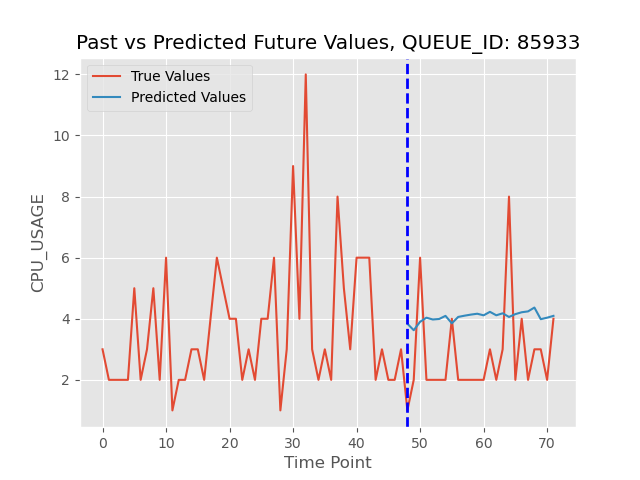 Past vs Predicted Future Values, QUEUE_ID: 85933
True Values
Predicted Values
12
10
8
6
4
2
CPU_USAGE
0 10 20 30 40 50 60 70
Time Point